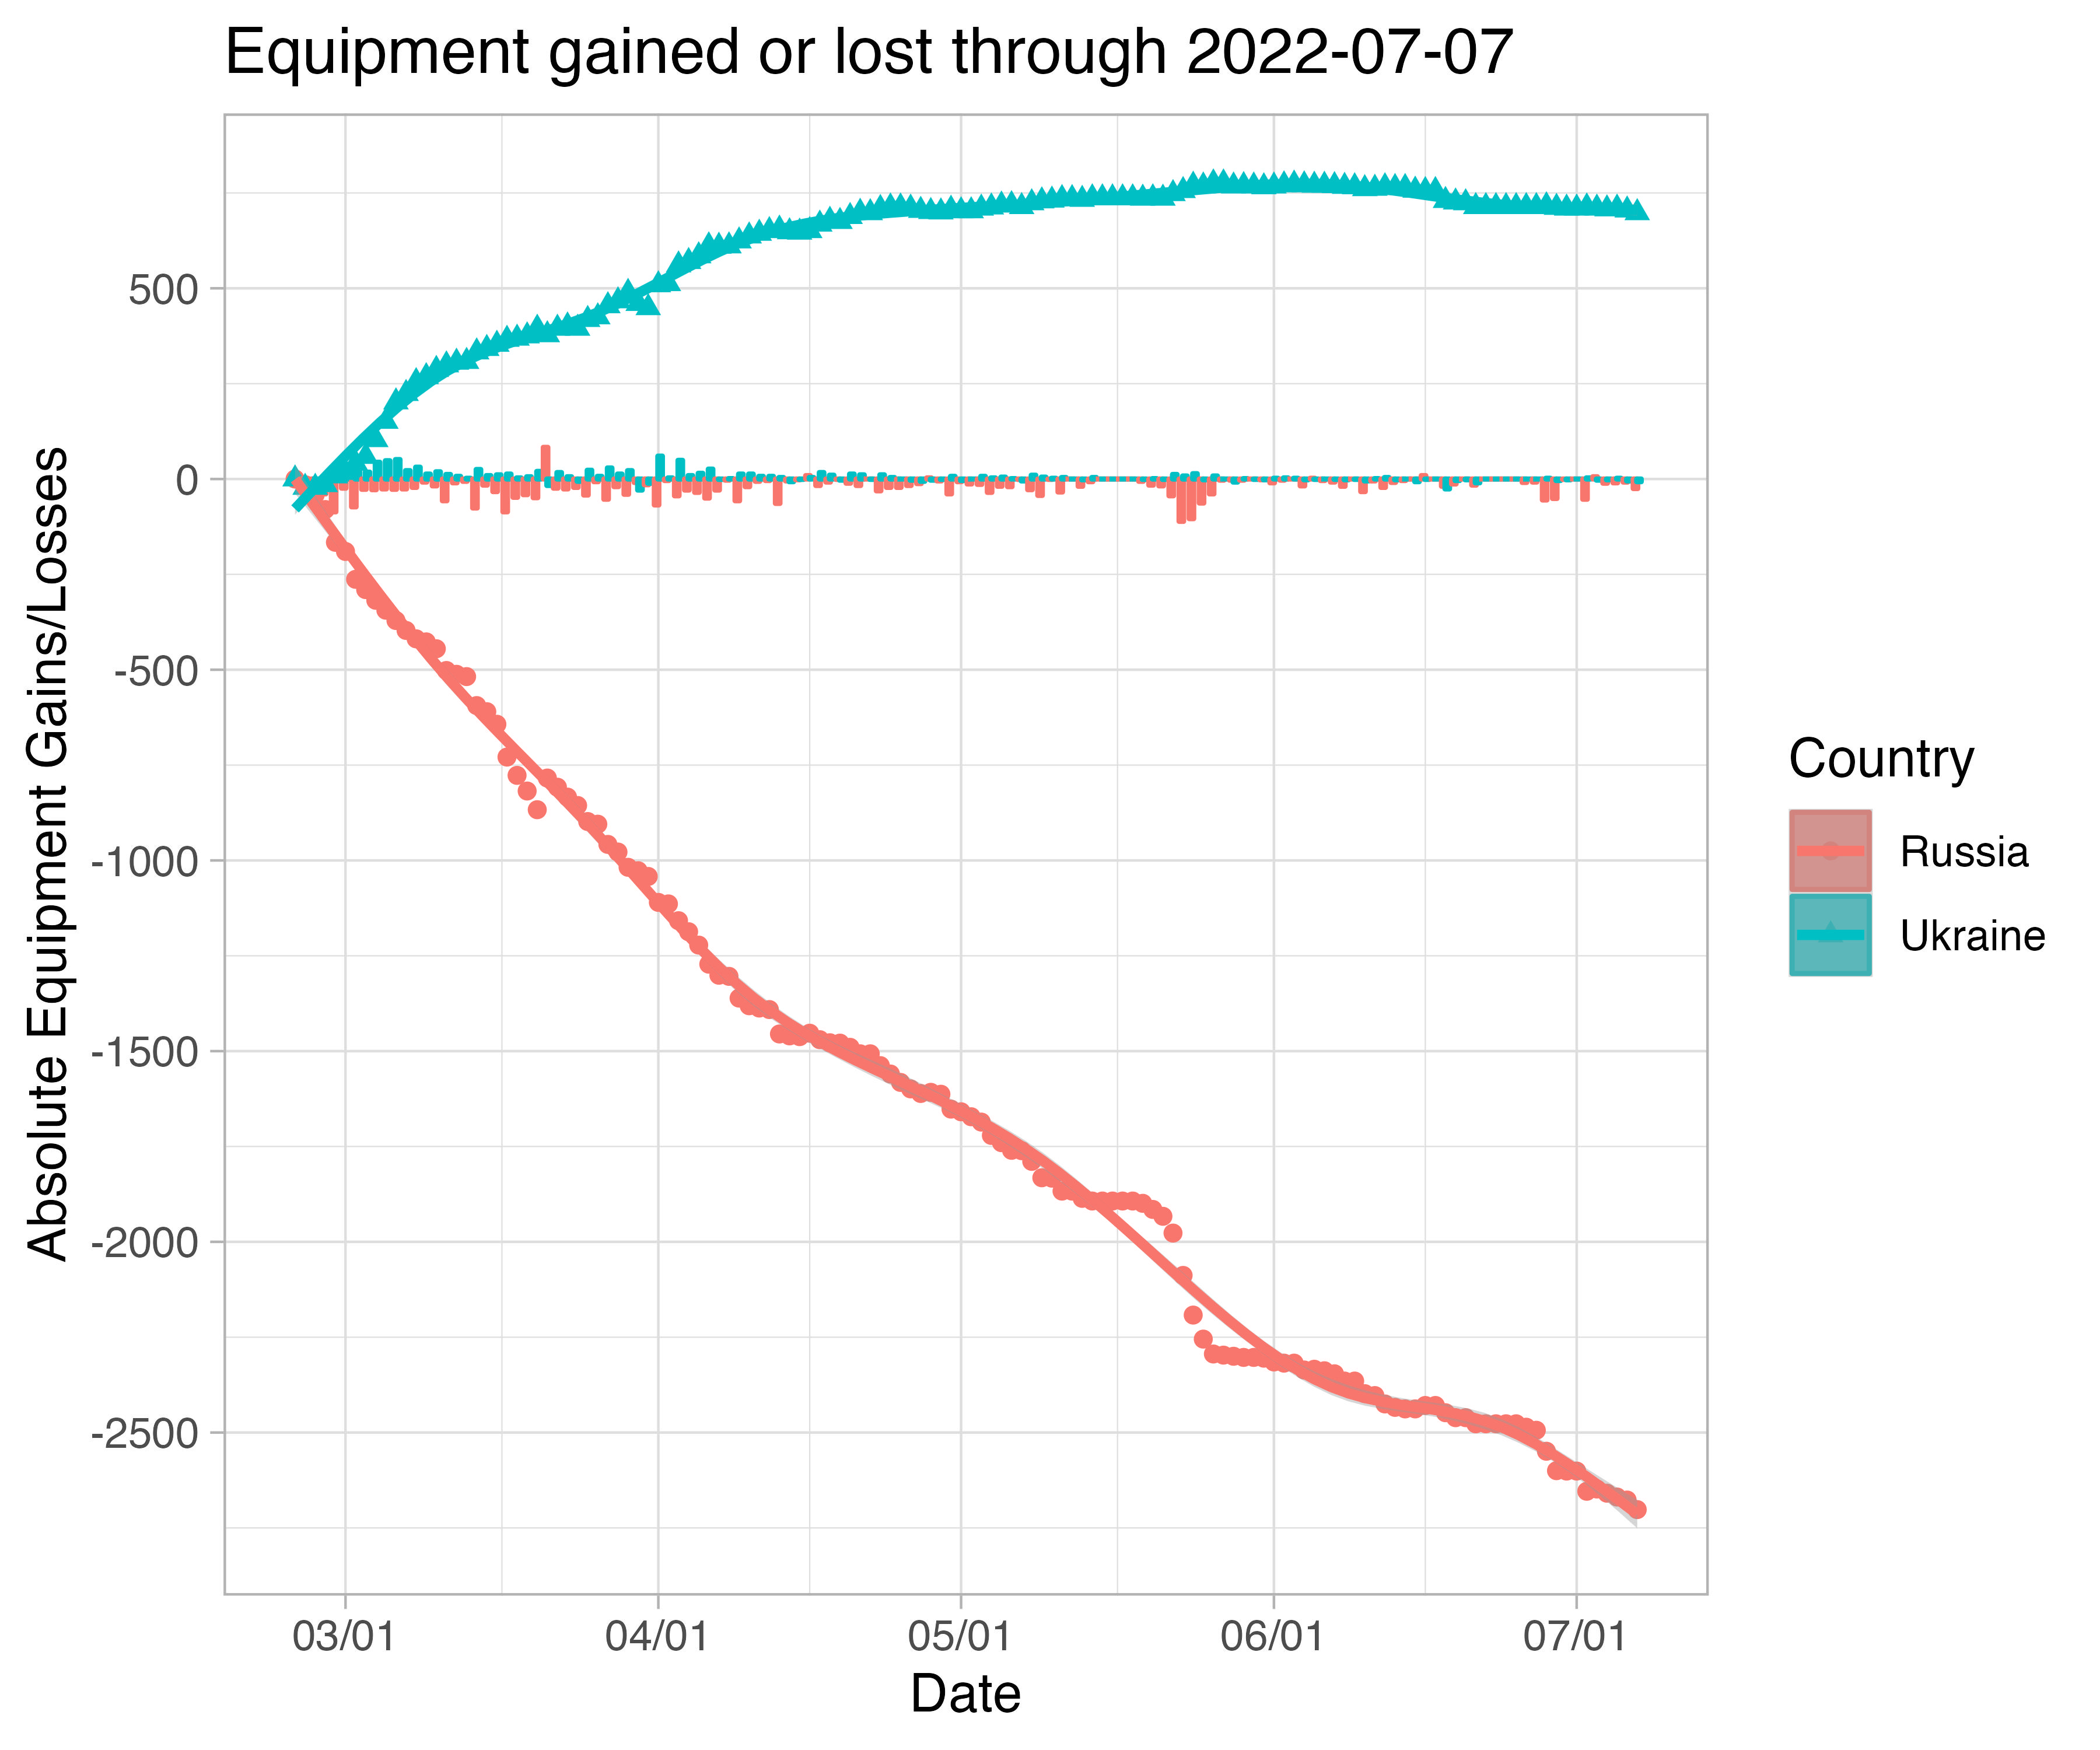 Equipment gained or lost through 2022-07-07
Absolute Equipment Gains/Losses
500
0
-500
-1000
-1500
-2000
-2500
03/01
04/01
05/01
06/01
07/01
Date
Country
Russia
Ukraine